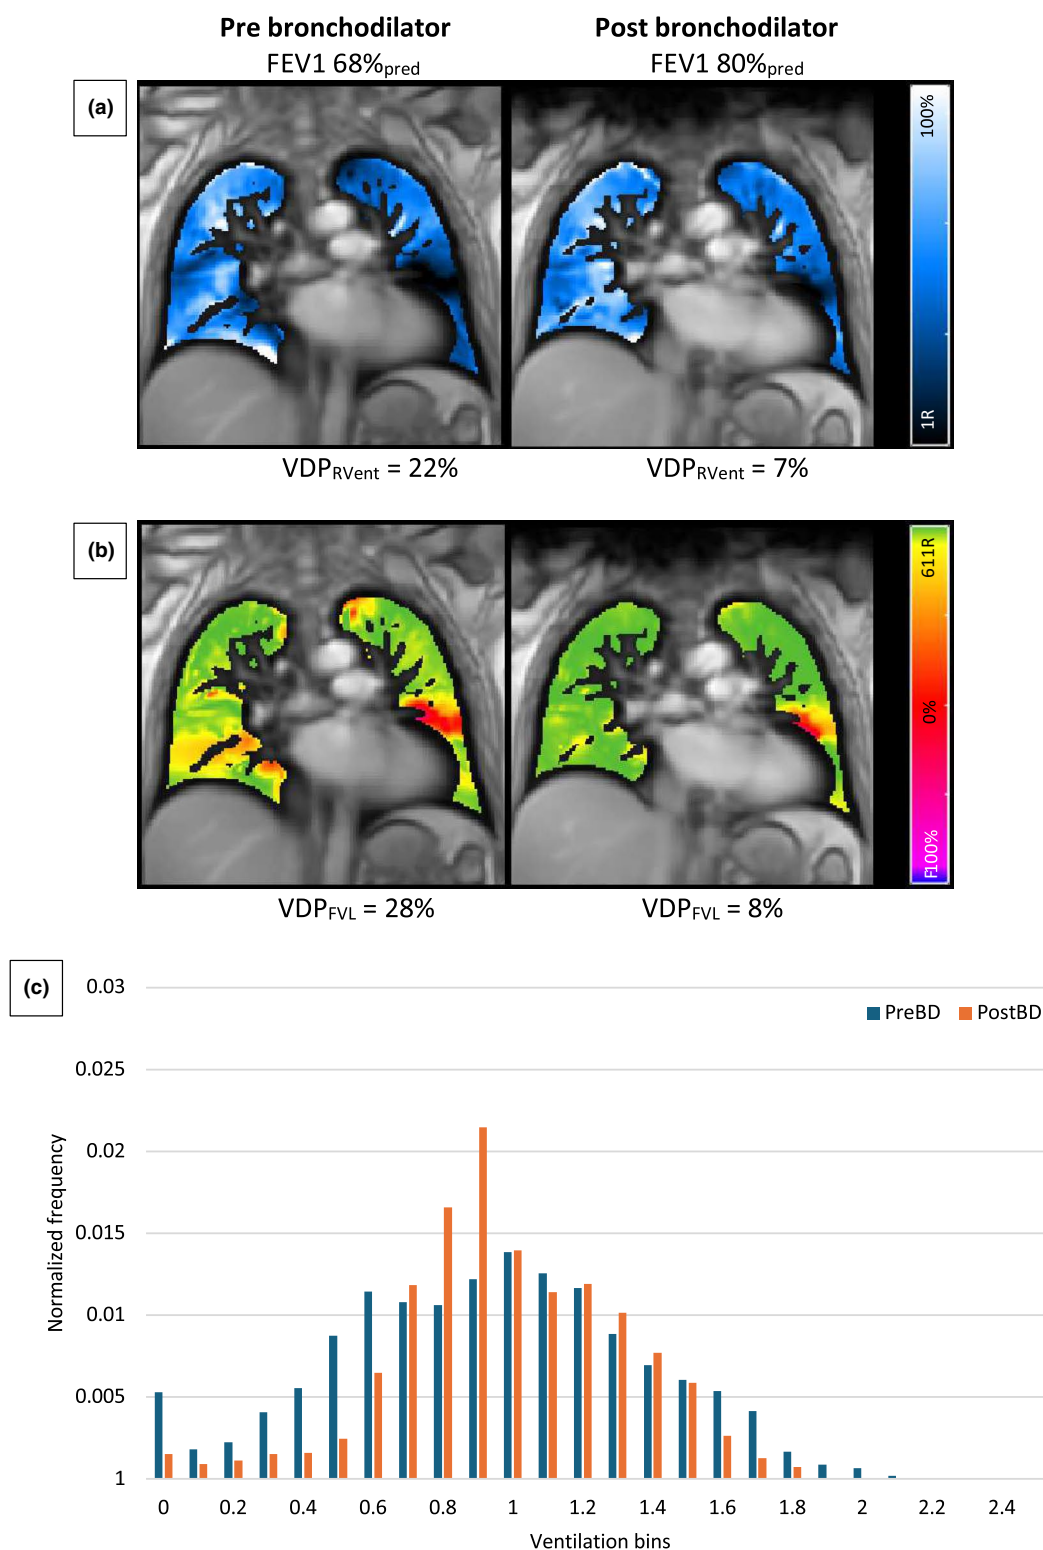 Pre bronchodilator Post bronchodilator
FEV1 68%pred FEV1 80%pred
(a)
100%
1R
VDPRVent = 22% VDPRVent = 7%
(b)
611R
0%
F100%
VDPFVL = 28% VDPFVL = 8%
(c)
0.03
PreBD PostBD
0.025
0.02
0.015
0.01
0.005
1
Normalized frequency
0 0.2 0.4 0.6 0.8 1 1.2 1.4 1.6 1.8 2 2.2 2.4
Ventilation bins